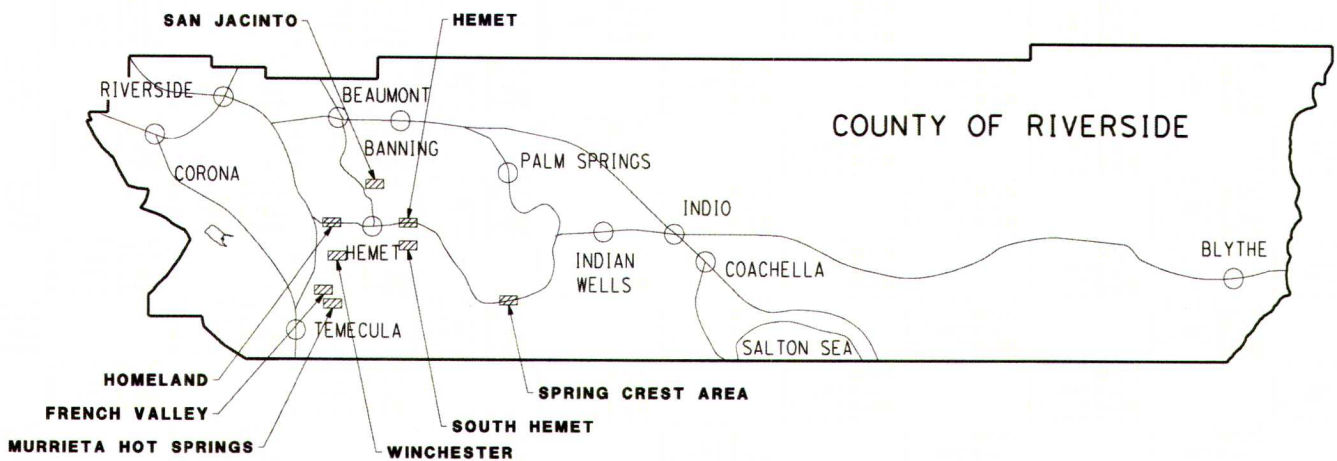 SAN JACINTO
HEMET
RIVERSIDE
BEAUMONT
COUNTY OF RIVERSIDE
BANNING
PALM SPRINGS
CORONA
INDIO
HEMET
INDIAN
WELLS
COACHELLA
BLYTHE
TEMECULA
SALTON SEA
HOMELAND
SPRING CREST AREA
FRENCH VALLEY
SOUTH HEMET
MURRIETA HOT SPRINGS
WINCHESTER